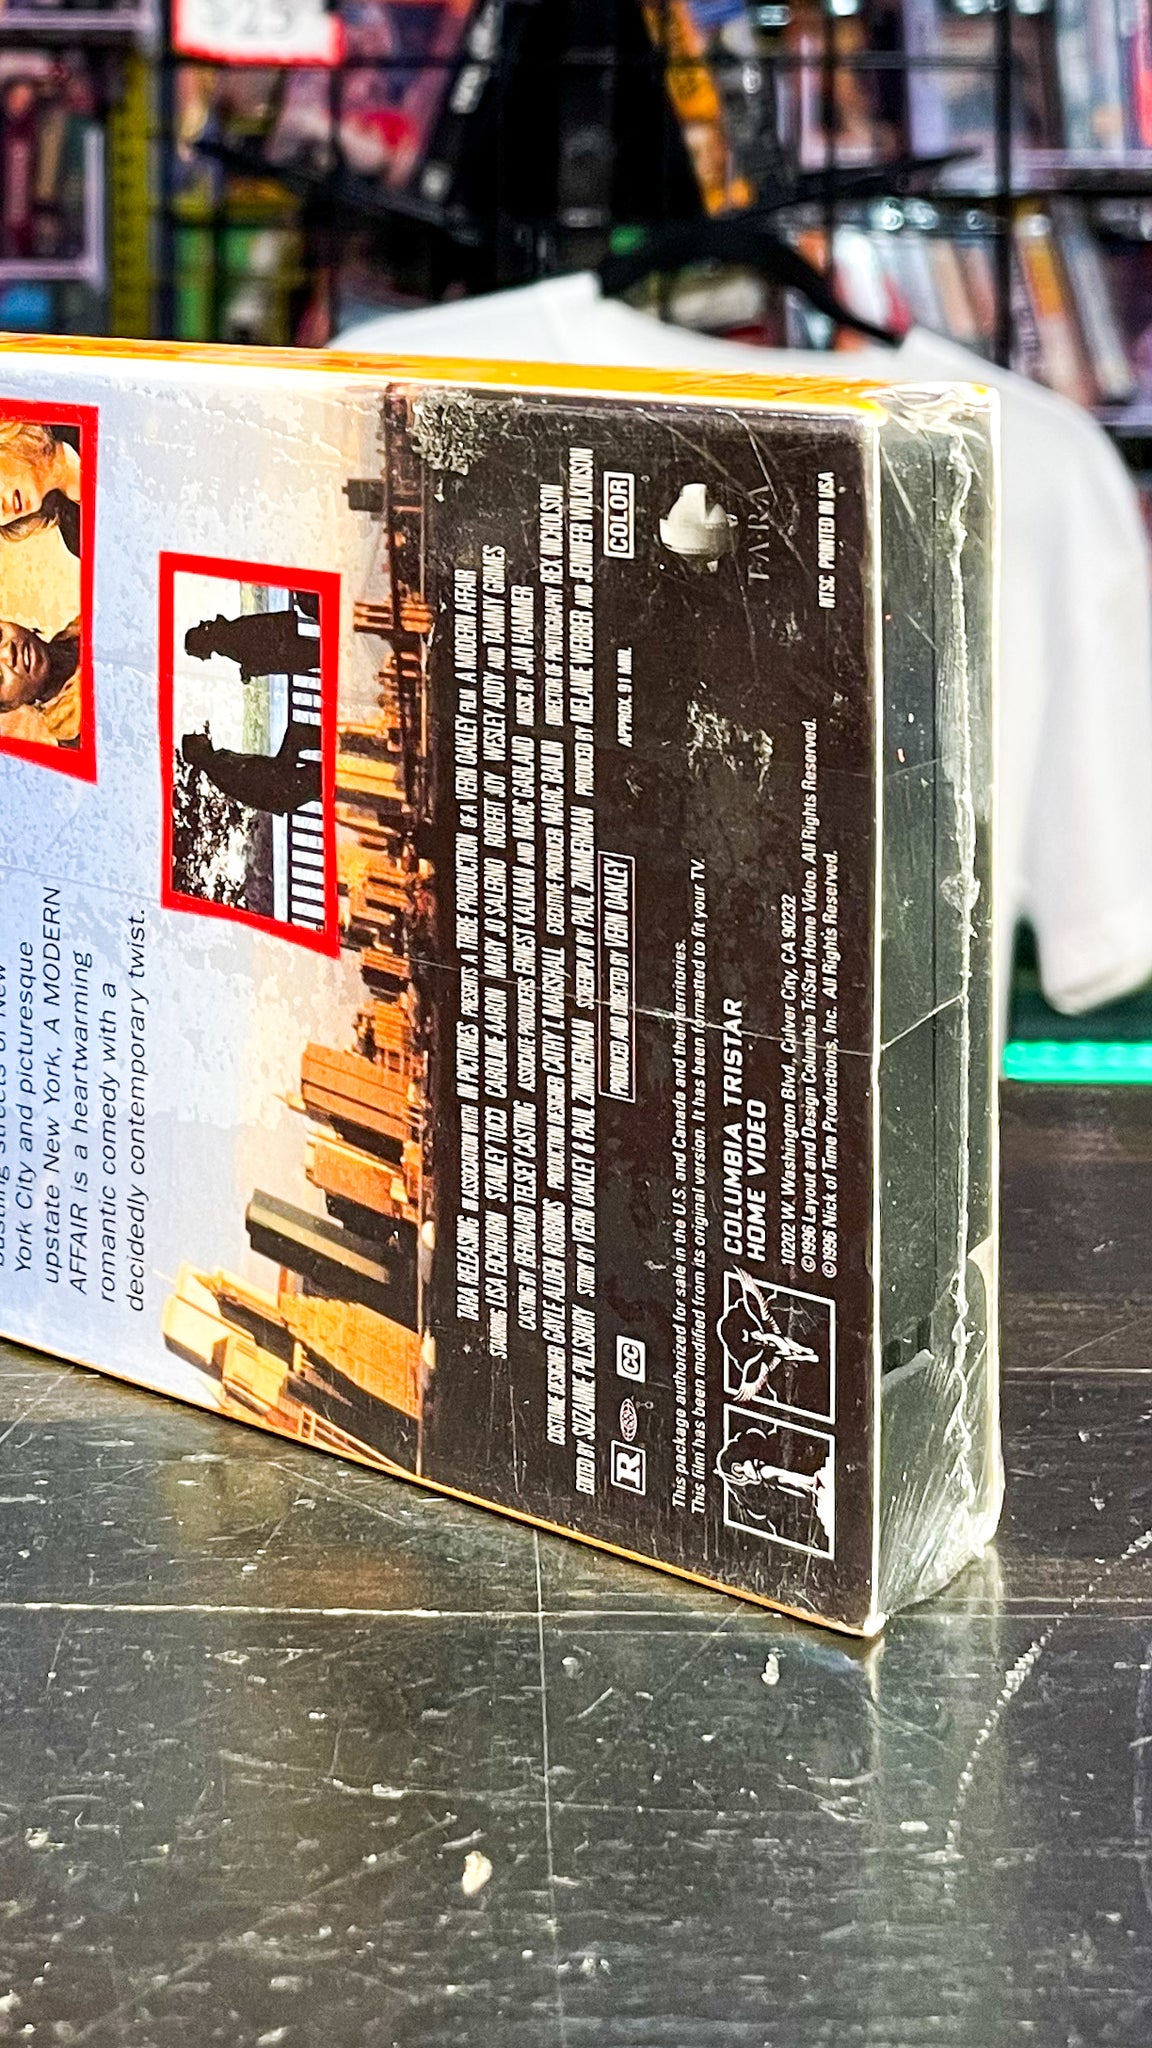 $25
York City and picturesque
upstate New York, A MODERN
AFFAIR is a heartwarming
romantic comedy with a
decidedly contemporary twist.
TARA RELEASING IN ASSOCIATION WITH PICTURES PRESENTS A TRIBE PRODUCTION OF A VERN OAKLEY FILM A MODERN AFFAIR
STARRING LISA EICHHORN STANLEY TUCCI CAROLINE AARON MARY JO SALERNO ROBERT JOY WESLEY ADDY AND TAMMY GRIMES
CASTING BY BERNARD TELSEY CASTING ASSOCIATE PRODUCERS ERNEST KALMAN AND MARC GARLAND MUSIC BY JAN HAMMER
COSTUME DESIGNER GAYLE ALDEN ROBBINS PRODUCTION DESIGNER CATHY T. MARSHALL EXECUTIVE PRODUCER MARC BALIN DIRECTOR OF PHOTOGRAPHY REX NICHOLSON
EDITED BY SUZANNE PILLSBURY STORY BY VERN OAKLEY & PAUL ZIMMERMAN SCREENPLAY BY PAUL ZIMMERMAN PRODUCED BY MELANIE WEBBER AND JENNIFER WILKINSON
PRODUCED AND DIRECTED BY VERN OAKLEY
R CC APPROX. 91 MIN. COLOR
This package authorized for sale in the U.S. and Canada and their territories.
This film has been modified from its original version. It has been formatted to fit your TV.
COLUMBIA TRISTAR
HOME VIDEO
TARA
10202 W. Washington Blvd., Culver City, CA 90232
©1996 Layout and Design Columbia TriStar Home Video. All Rights Reserved.
©1996 Nick of Time Productions, Inc. All Rights Reserved.
NTSC PRINTED IN USA